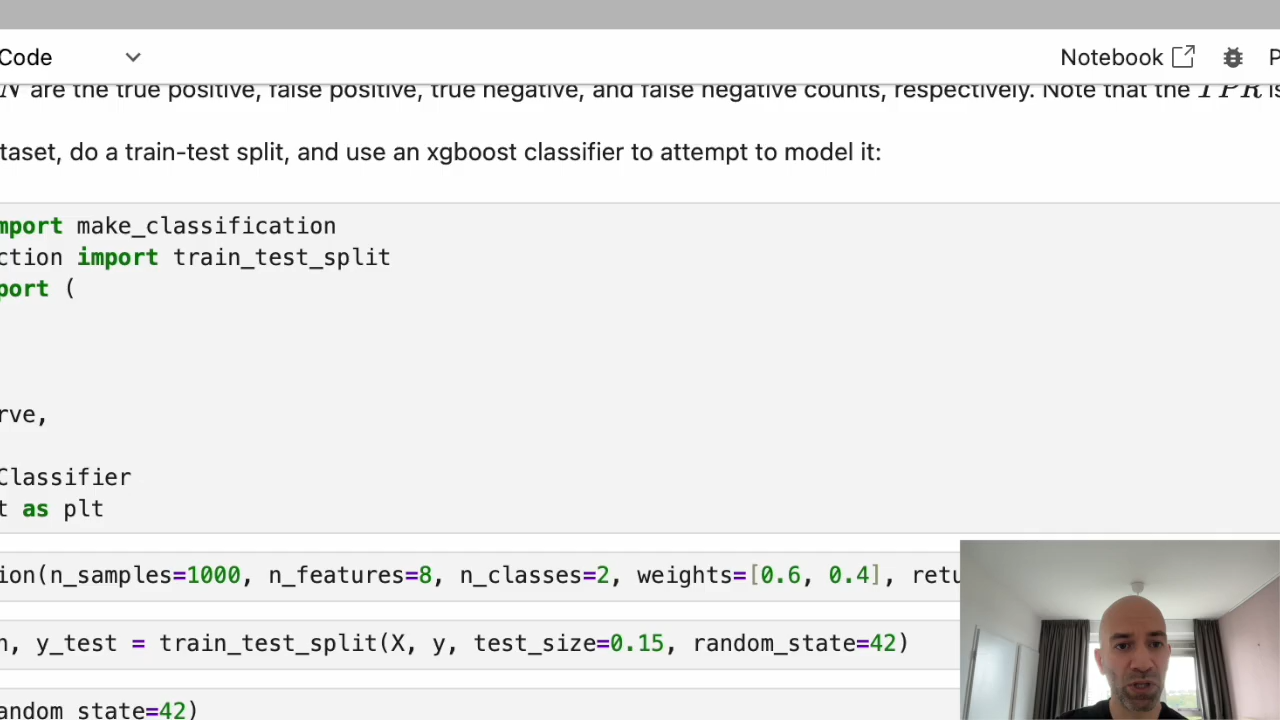 Code
Notebook
P
N are the true positive, false positive, true negative, and false negative counts, respectively. Note that the TPR is
taset, do a train-test split, and use an xgboost classifier to attempt to model it:
mport make_classification
ction import train_test_split
port (
rve,
Classifier
t as plt
ion(n_samples=1000, n_features=8, n_classes=2, weights=[0.6, 0.4], retu
n, y_test = train_test_split(X, y, test_size=0.15, random_state=42)
andom_state=42)